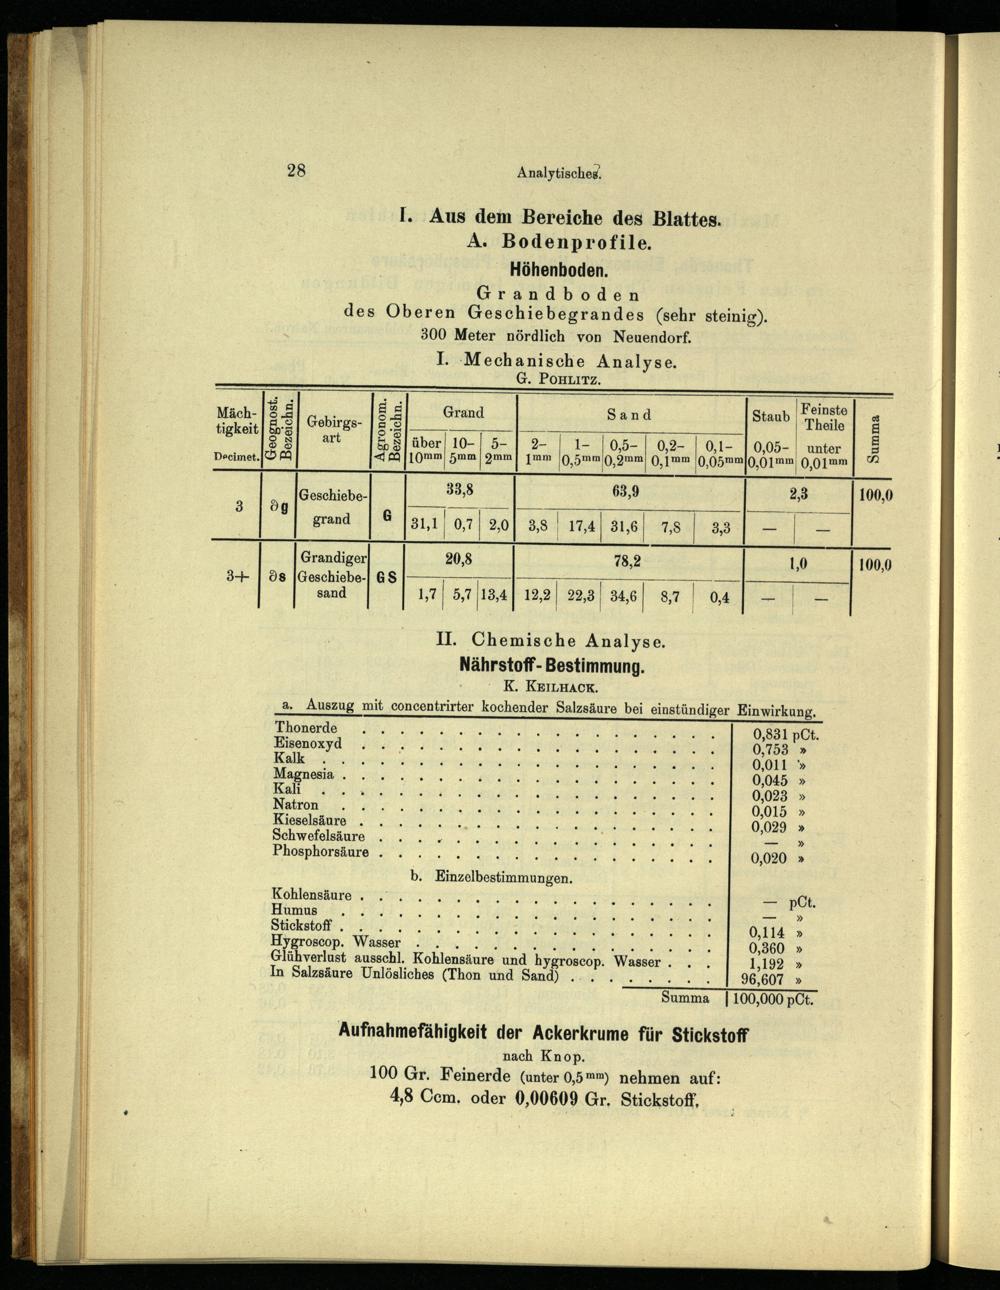 28 Analytisches.
I. Aus dem Bereiche des Blattes.
A. Bodenprofile.
Höhenboden.
Grandboden
des Oberen Geschiebegrandes (sehr steinig).
300 Meter nördlich von Neuendorf.
I. Mechanische Analyse.
G. POHLITZ.
Mäch-tigkeit Decimet. Geognost. Bezeichn. Gebirgs-art Agronom. Bezeichn. Grand Sand Staub Feinste Theile Summa
über 10mm 10–5mm 5–2mm 2–1mm 1–0,5mm 0,5–0,2mm 0,2–0,1mm 0,1–0,05mm 0,05–0,01mm unter 0,01mm
3 ∂g Geschiebe-grand G 33,8 63,9 2,3 100,0
31,1 0,7 2,0 3,8 17,4 31,6 7,8 3,3 — —
3+ ∂s Grandiger Geschiebe-sand GS 20,8 78,2 1,0 100,0
1,7 5,7 13,4 12,2 22,3 34,6 8,7 0,4 — —
II. Chemische Analyse.
Nährstoff-Bestimmung.
K. KEILHACK.
a. Auszug mit concentrirter kochender Salzsäure bei einstündiger Einwirkung.
Thonerde . . . 0,831 pCt.
Eisenoxyd . . . 0,753 »
Kalk . . . 0,011 »
Magnesia . . . 0,045 »
Kali . . . 0,023 »
Natron . . . 0,015 »
Kieselsäure . . . 0,029 »
Schwefelsäure . . . — »
Phosphorsäure . . . 0,020 »
b. Einzelbestimmungen.
Kohlensäure . . . — pCt.
Humus . . . — »
Stickstoff . . . 0,114 »
Hygroscop. Wasser . . . 0,360 »
Glühverlust ausschl. Kohlensäure und hygroscop. Wasser . . . 1,192 »
In Salzsäure Unlösliches (Thon und Sand) . . . 96,607 »
Summa 100,000 pCt.
Aufnahmefähigkeit der Ackerkrume für Stickstoff
nach Knop.
100 Gr. Feinerde (unter 0,5mm) nehmen auf:
4,8 Ccm. oder 0,00609 Gr. Stickstoff.